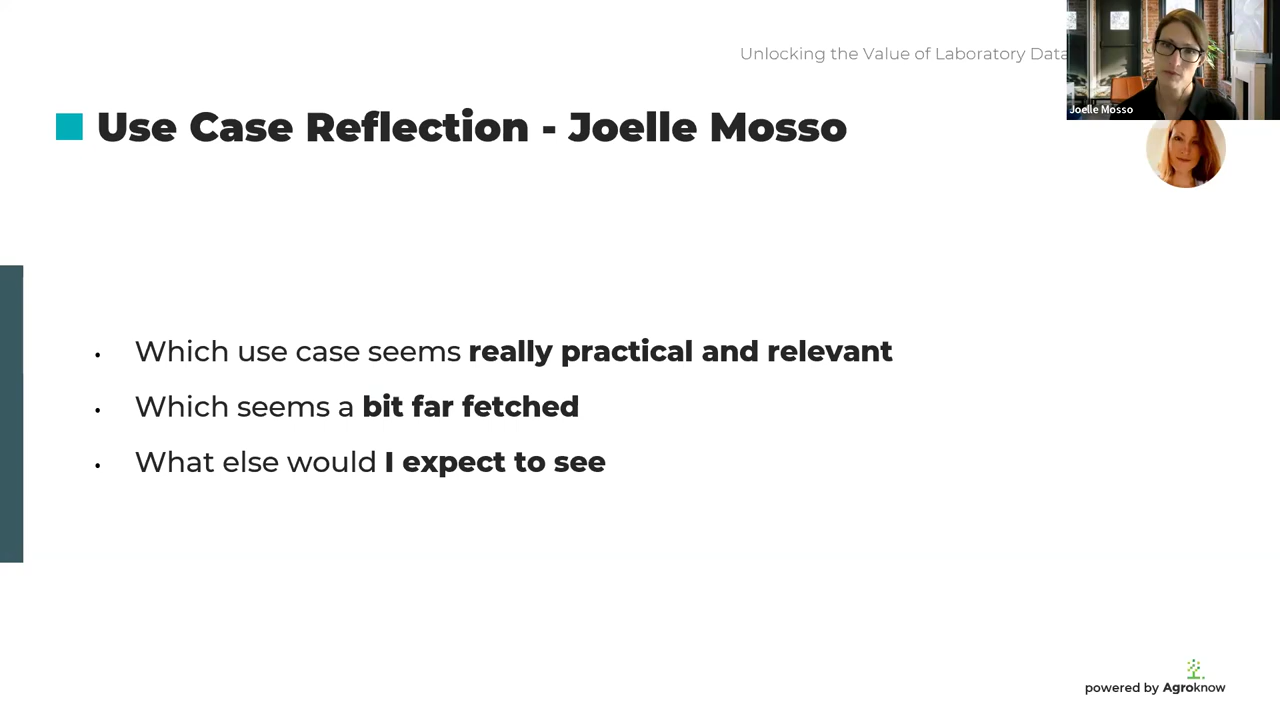 Unlocking the Value of Laboratory Data
Joelle Mosso
Use Case Reflection - Joelle Mosso
• Which use case seems really practical and relevant
• Which seems a bit far fetched
• What else would I expect to see
powered by Agroknow